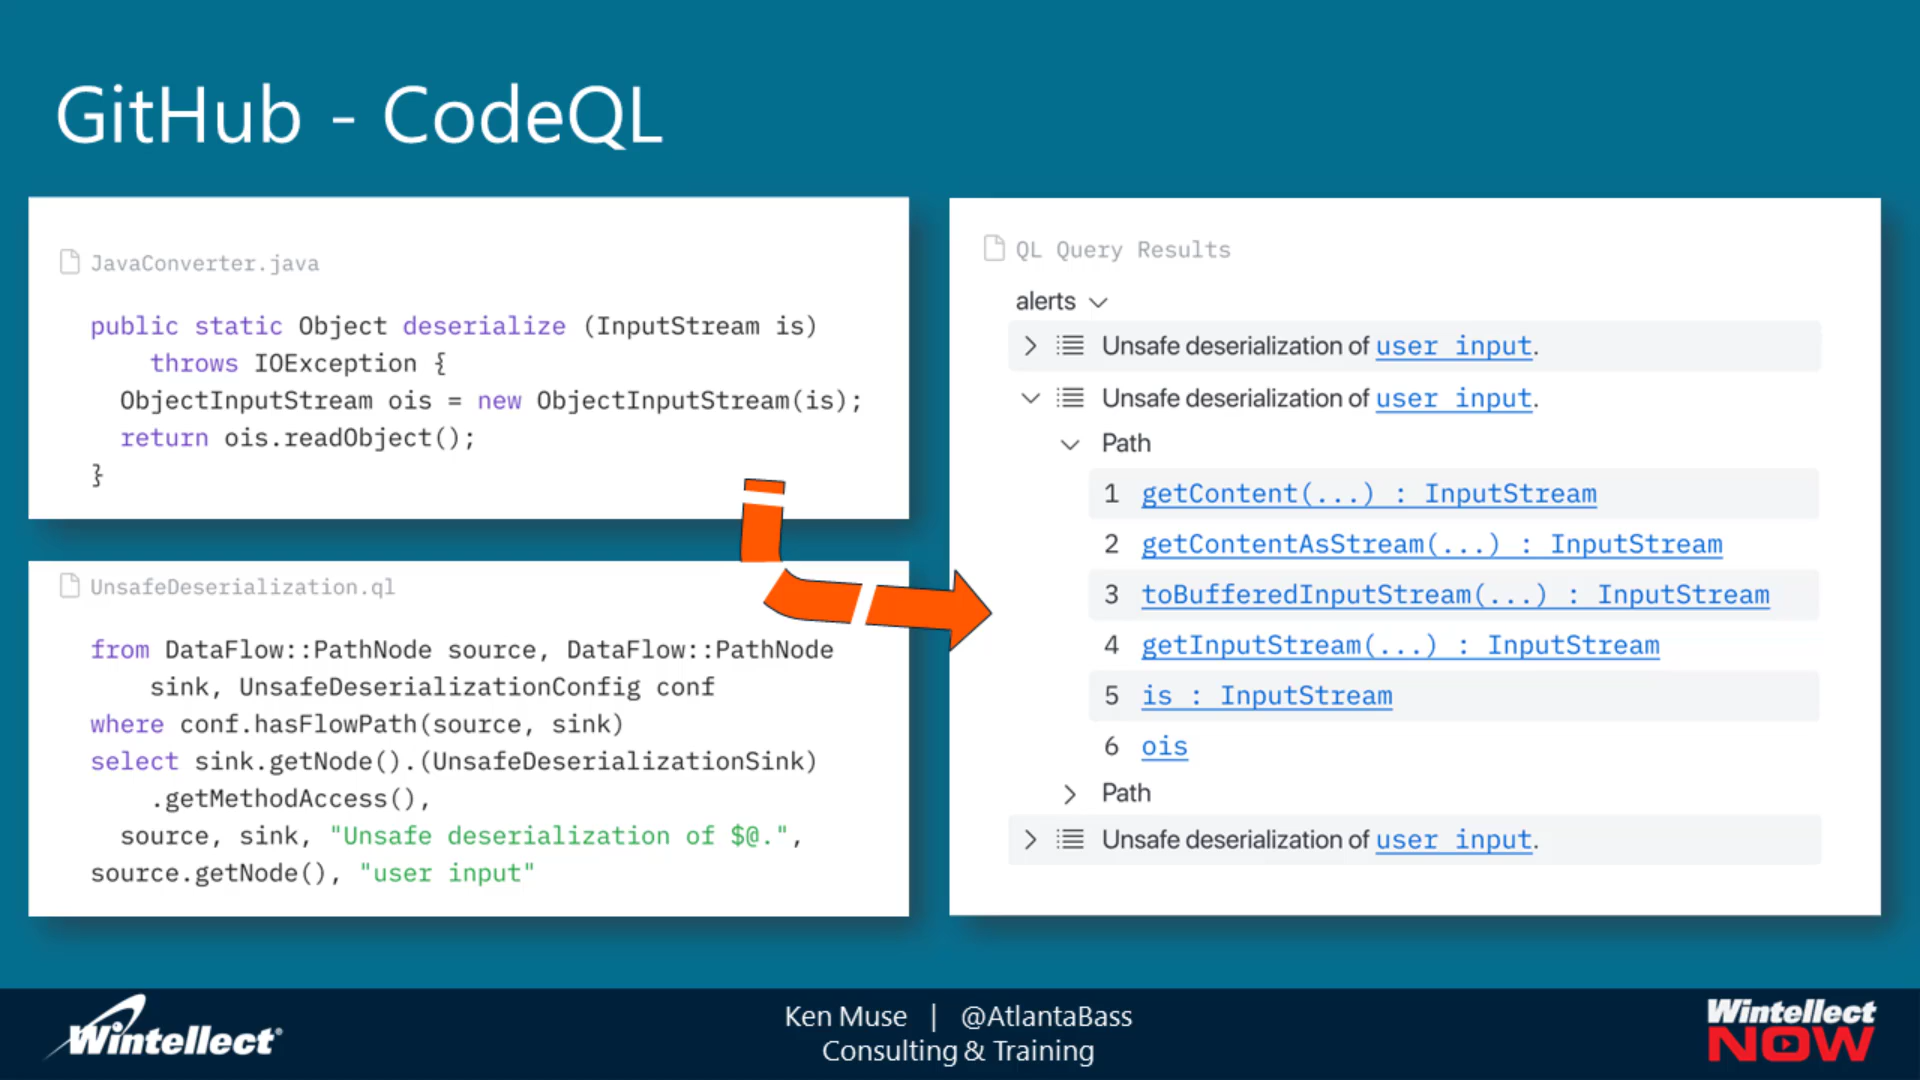 GitHub - CodeQL
JavaConverter.java
public static Object deserialize (InputStream is)
throws IOException {
ObjectInputStream ois = new ObjectInputStream(is);
return ois.readObject();
}
UnsafeDeserialization.ql
from DataFlow::PathNode source, DataFlow::PathNode
sink, UnsafeDeserializationConfig conf
where conf.hasFlowPath(source, sink)
select sink.getNode().(UnsafeDeserializationSink)
.getMethodAccess(),
source, sink, "Unsafe deserialization of $@.",
source.getNode(), "user input"
QL Query Results
alerts
Unsafe deserialization of user input.
Unsafe deserialization of user input.
Path
1 getContent(...) : InputStream
2 getContentAsStream(...) : InputStream
3 toBufferedInputStream(...) : InputStream
4 getInputStream(...) : InputStream
5 is : InputStream
6 ois
Path
Unsafe deserialization of user input.
Wintellect®
Ken Muse | @AtlantaBass
Consulting & Training
Wintellect
NOW